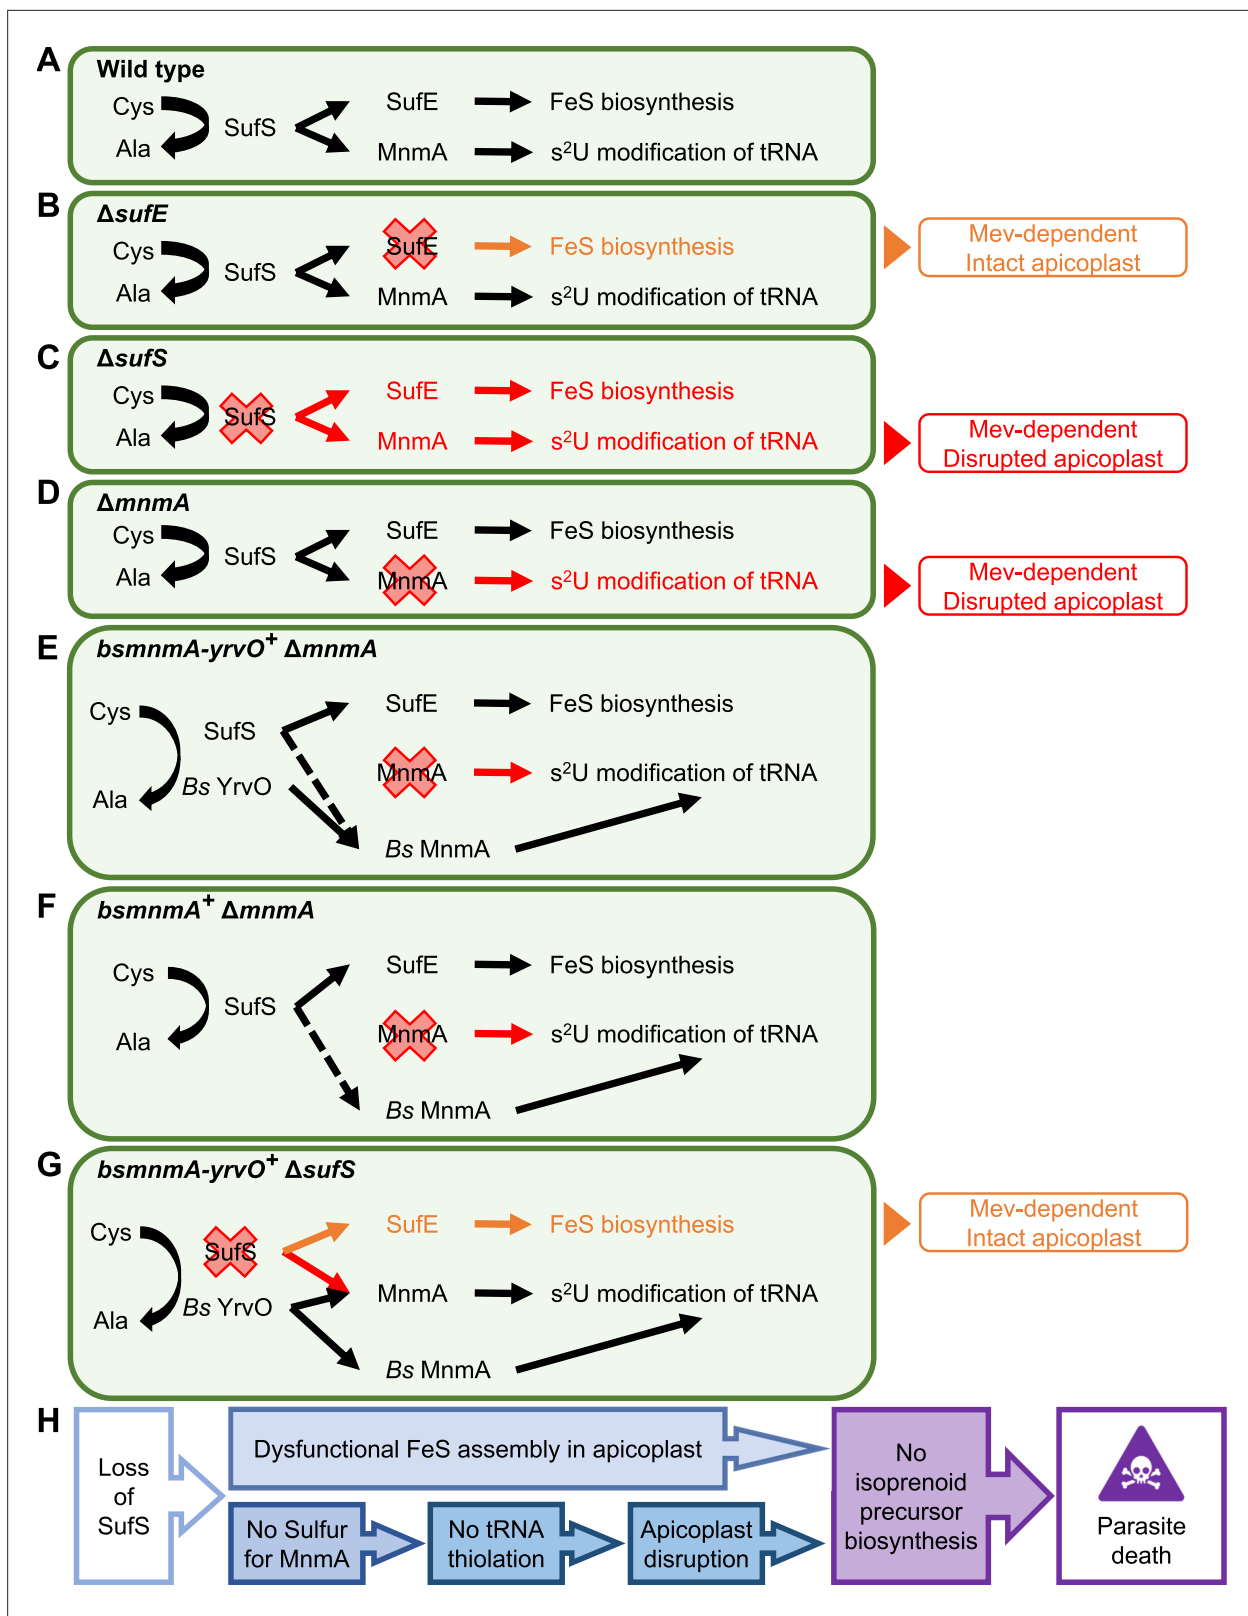 A
Wild type
Cys
Ala
SufS
SufE
FeS biosynthesis
MnmA
s²U modification of tRNA
B
ΔsufE
Cys
Ala
SufS
SufE
FeS biosynthesis
MnmA
s²U modification of tRNA
Mev-dependent
Intact apicoplast
C
ΔsufS
Cys
Ala
SufS
SufE
FeS biosynthesis
MnmA
s²U modification of tRNA
Mev-dependent
Disrupted apicoplast
D
ΔmnmA
Cys
Ala
SufS
SufE
FeS biosynthesis
MnmA
s²U modification of tRNA
Mev-dependent
Disrupted apicoplast
E
bsmnmA-yrvO⁺ ΔmnmA
Cys
Ala
SufS
Bs YrvO
SufE
FeS biosynthesis
MnmA
s²U modification of tRNA
Bs MnmA
F
bsmnmA⁺ ΔmnmA
Cys
Ala
SufS
SufE
FeS biosynthesis
MnmA
s²U modification of tRNA
Bs MnmA
G
bsmnmA-yrvO⁺ ΔsufS
Cys
Ala
SufS
Bs YrvO
SufE
FeS biosynthesis
MnmA
s²U modification of tRNA
Bs MnmA
Mev-dependent
Intact apicoplast
H
Loss
of
SufS
Dysfunctional FeS assembly in apicoplast
No Sulfur
for MnmA
No tRNA
thiolation
Apicoplast
disruption
No
isoprenoid
precursor
biosynthesis
Parasite
death